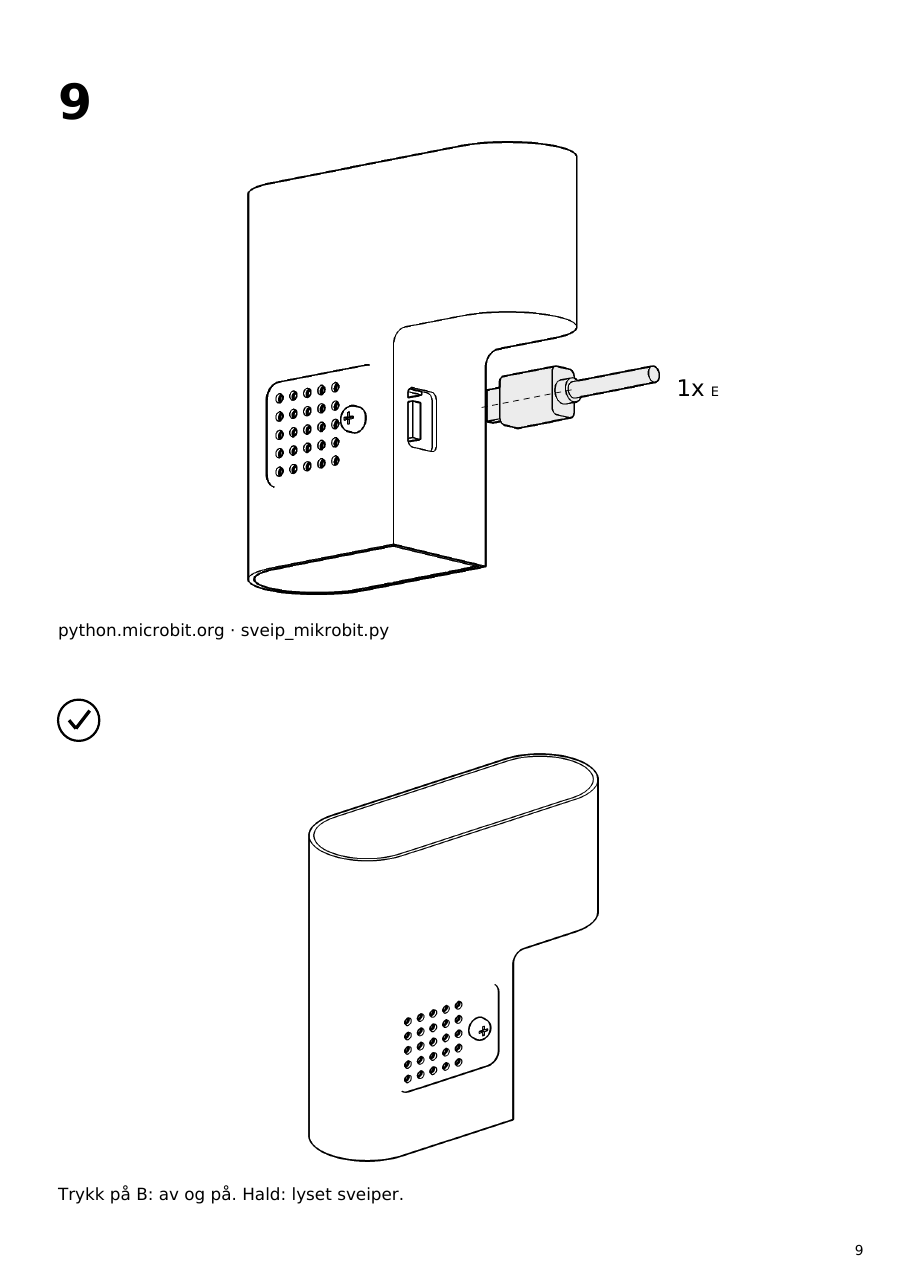 9
1x E
python.microbit.org · sveip_mikrobit.py
Trykk på B: av og på. Hald: lyset sveiper.
9